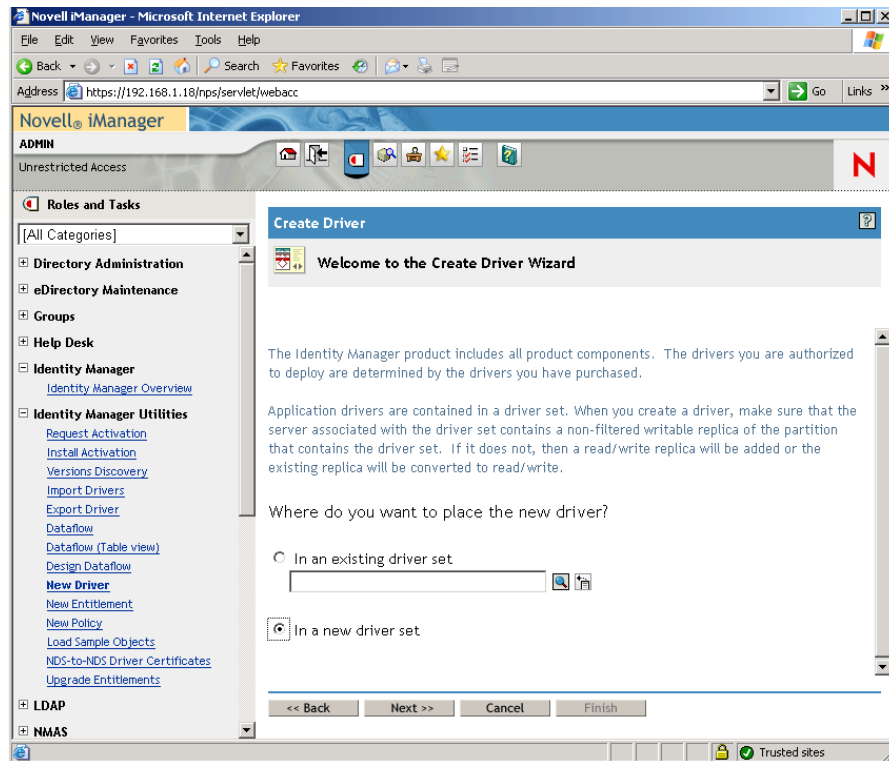 Novell iManager - Microsoft Internet Explorer
File Edit View Favorites Tools Help
Back Search Favorites
Address https://192.168.1.18/nps/servlet/webacc Go Links »
Novell® iManager
ADMIN
Unrestricted Access
N
Roles and Tasks
[All Categories]
Directory Administration
eDirectory Maintenance
Groups
Help Desk
Identity Manager
Identity Manager Overview
Identity Manager Utilities
Request Activation
Install Activation
Versions Discovery
Import Drivers
Export Driver
Dataflow
Dataflow (Table view)
Design Dataflow
New Driver
New Entitlement
New Policy
Load Sample Objects
NDS-to-NDS Driver Certificates
Upgrade Entitlements
LDAP
NMAS
Create Driver ?
Welcome to the Create Driver Wizard
The Identity Manager product includes all product components. The drivers you are authorized
to deploy are determined by the drivers you have purchased.
Application drivers are contained in a driver set. When you create a driver, make sure that the
server associated with the driver set contains a non-filtered writable replica of the partition
that contains the driver set. If it does not, then a read/write replica will be added or the
existing replica will be converted to read/write.
Where do you want to place the new driver?
In an existing driver set
In a new driver set
<< Back Next >> Cancel Finish
Trusted sites